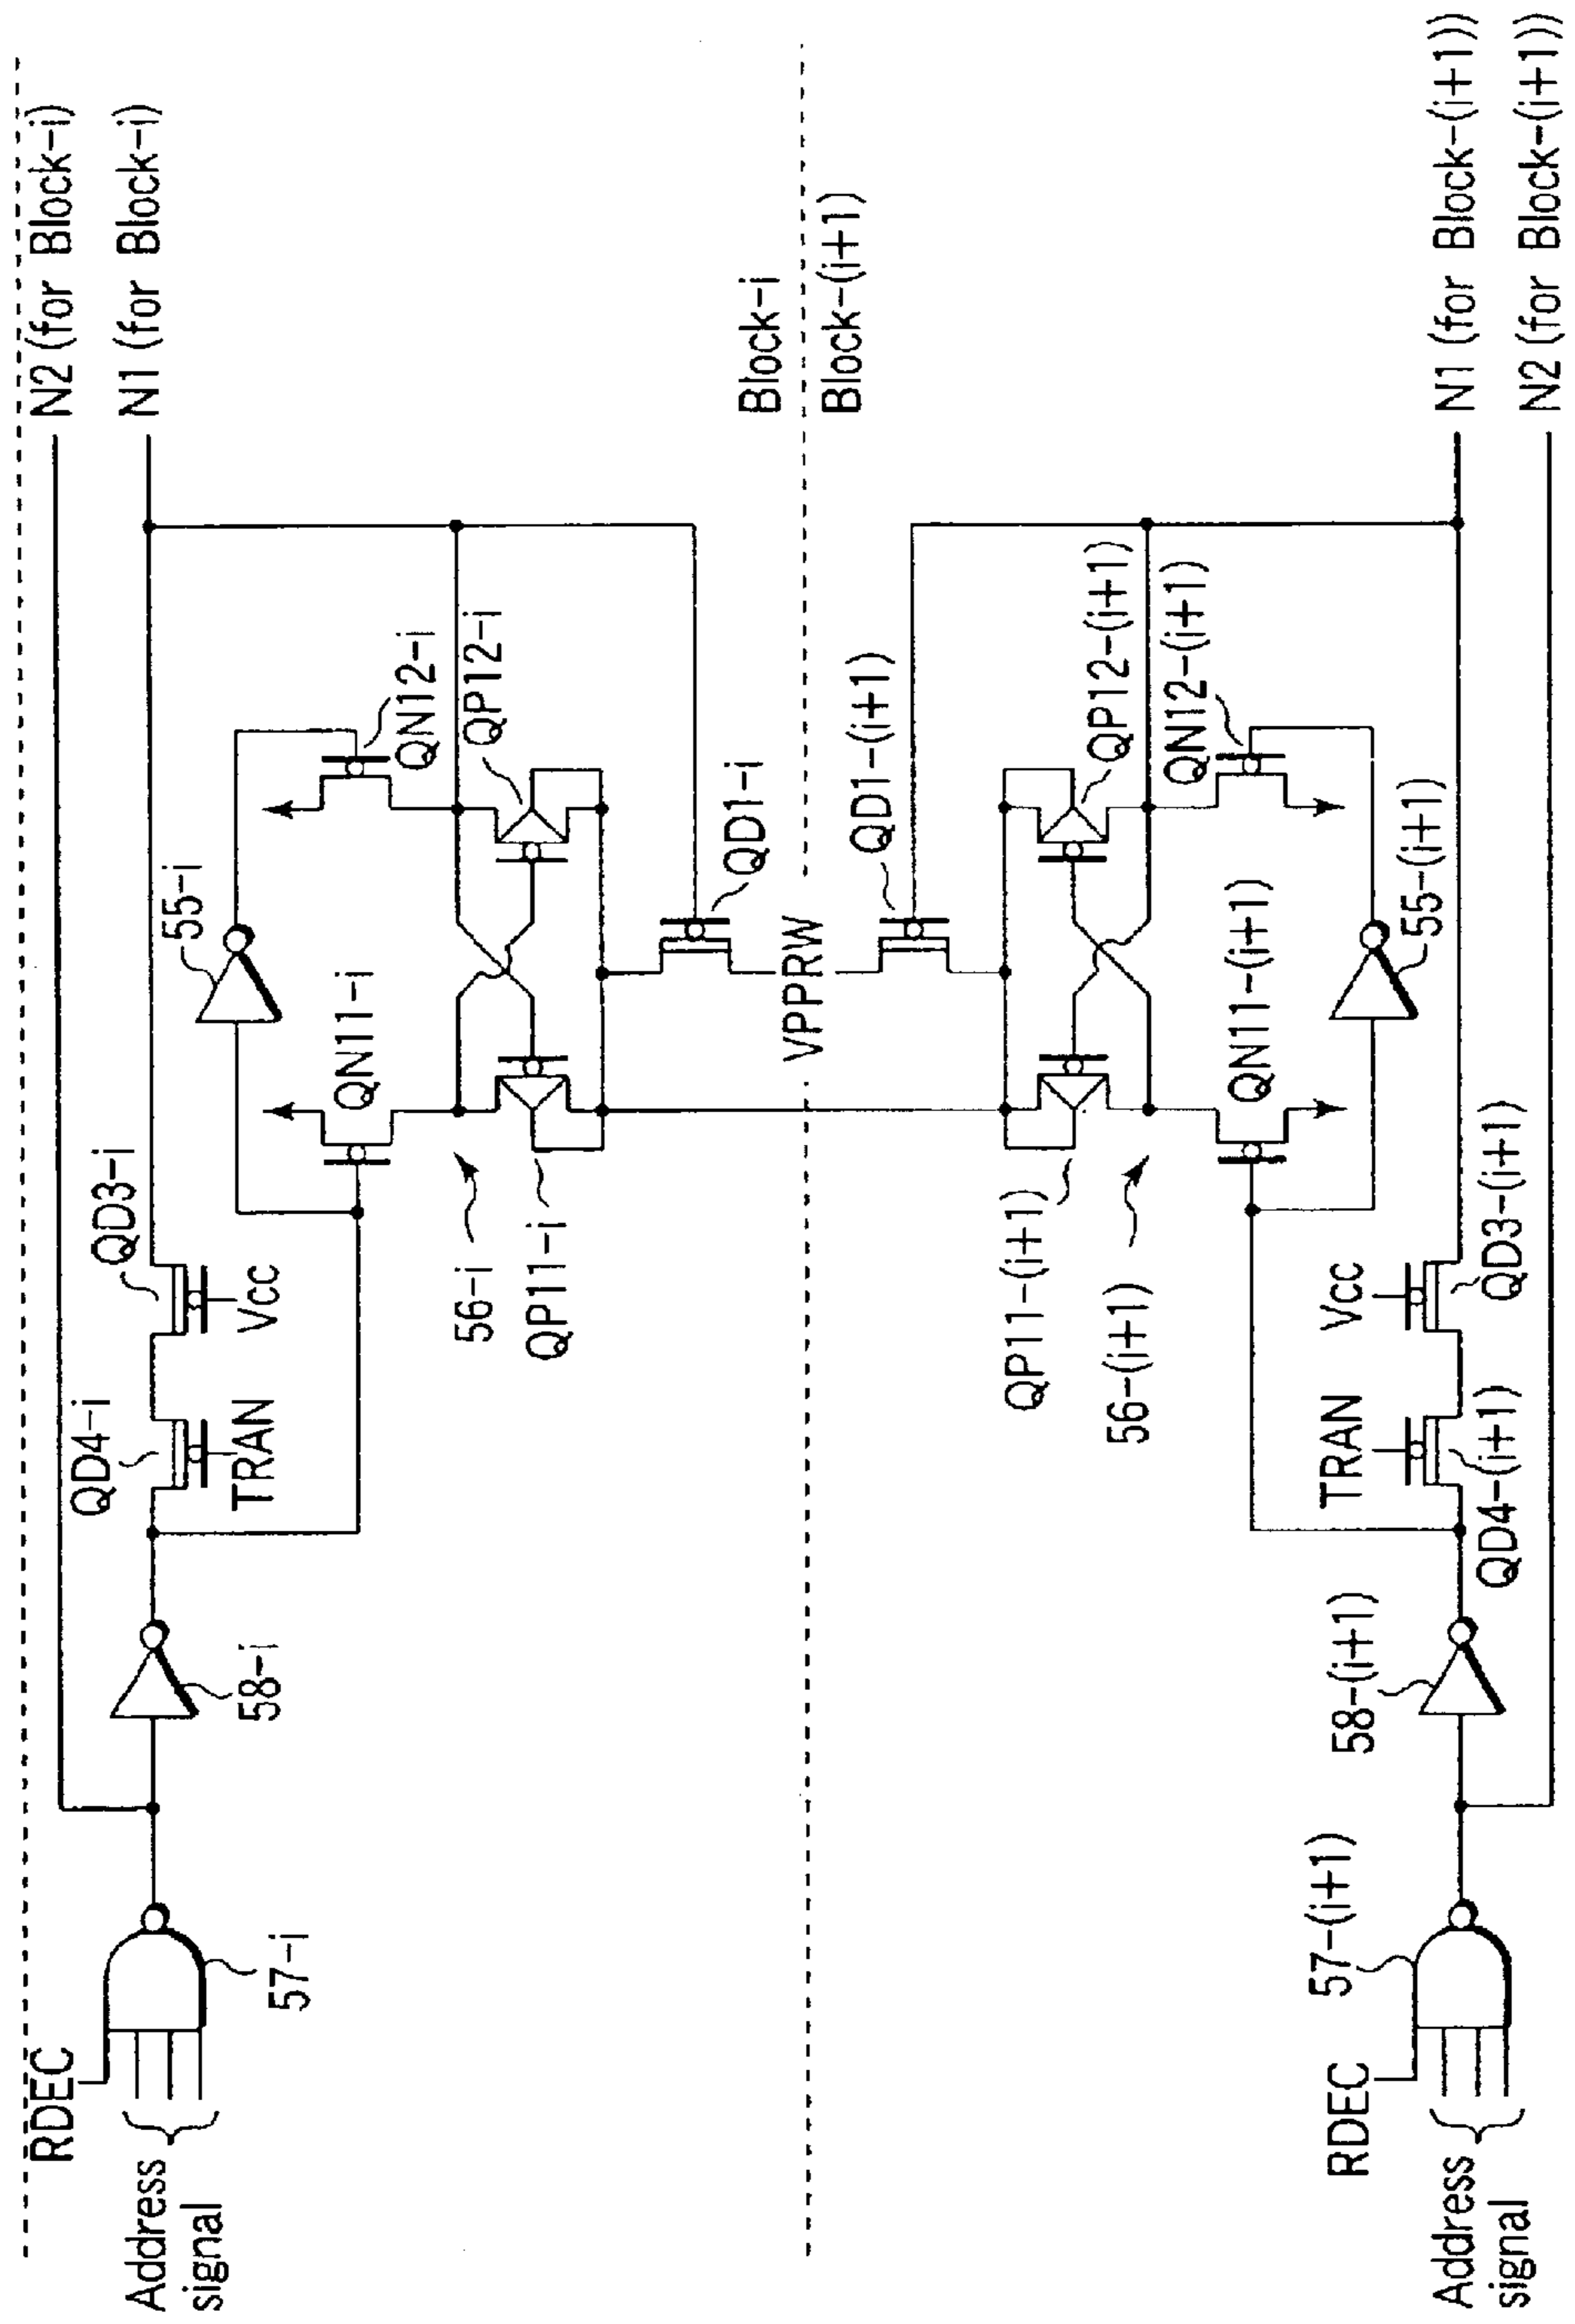 RDEC
Address
signal
57-i
58-i
QD4-i
TRAN
QD3-i
Vcc
55-i
QN11-i
QN12-i
56-i
QP11-i
QP12-i
QD1-i
N2 (for Block-i)
N1 (for Block-i)
Block-i
VPPRW
Block-(i+1)
QD1-(i+1)
QP11-(i+1)
QP12-(i+1)
56-(i+1)
QN11-(i+1)
QN12-(i+1)
55-(i+1)
RDEC
Address
signal
57-(i+1)
58-(i+1)
TRAN
QD4-(i+1)
Vcc
QD3-(i+1)
N1 (for Block-(i+1))
N2 (for Block-(i+1))